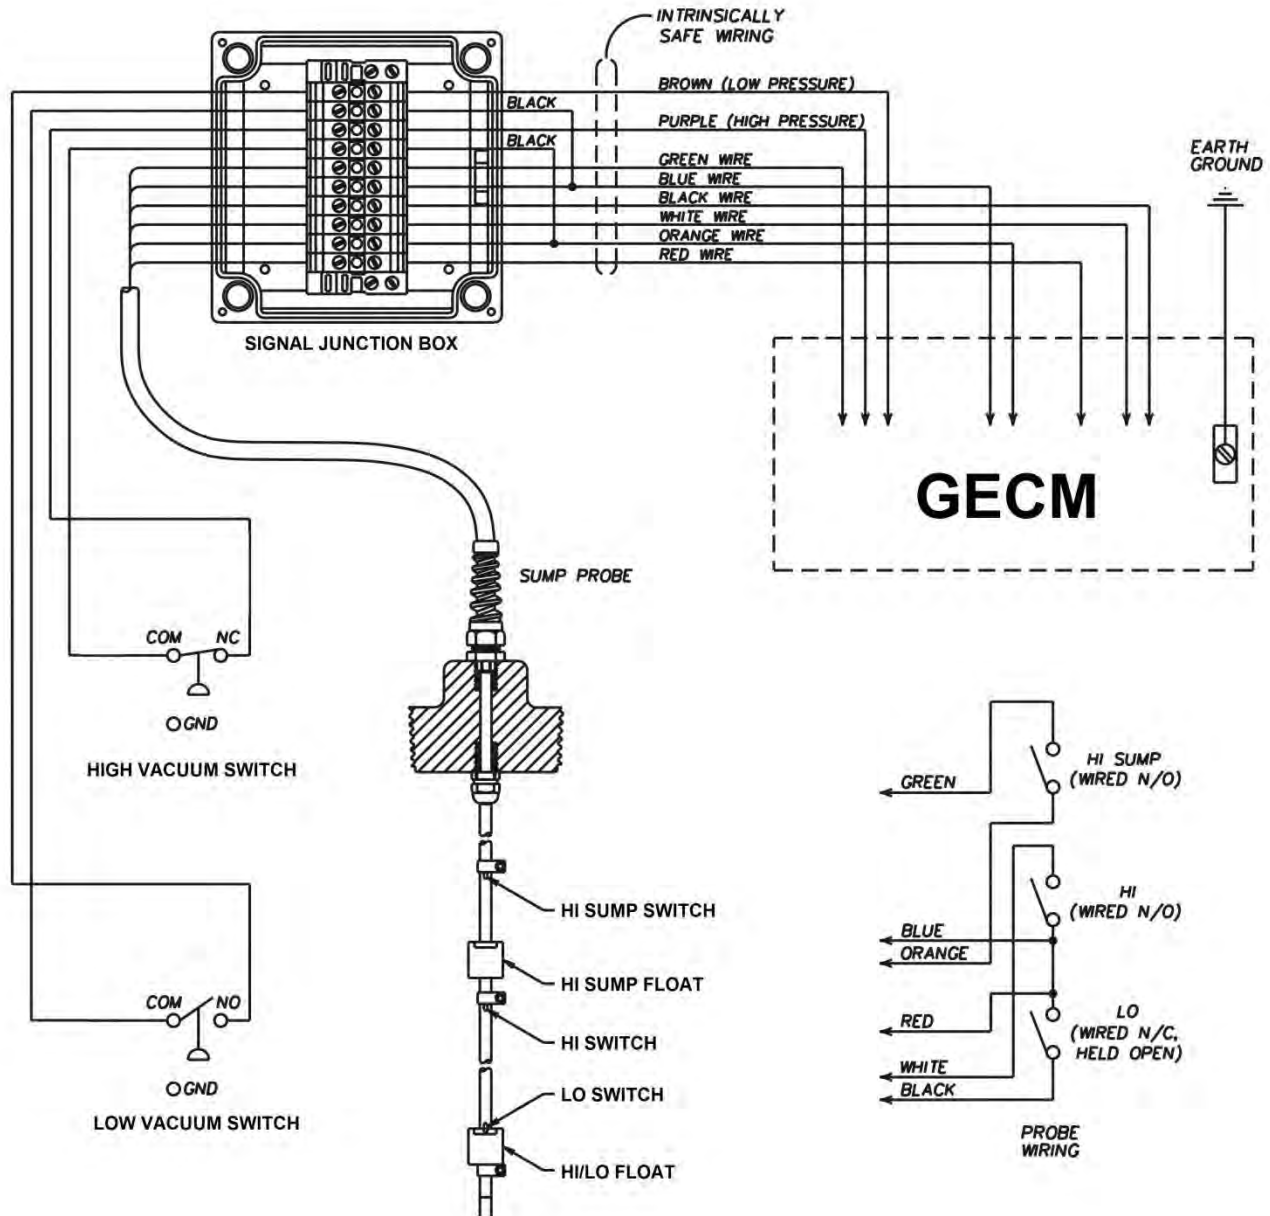 INTRINSICALLY
SAFE WIRING
BROWN (LOW PRESSURE)
BLACK
PURPLE (HIGH PRESSURE)
BLACK
GREEN WIRE
BLUE WIRE
BLACK WIRE
WHITE WIRE
ORANGE WIRE
RED WIRE
EARTH
GROUND
SIGNAL JUNCTION BOX
GECM
SUMP PROBE
COM NC
GND
HIGH VACUUM SWITCH
HI SUMP
(WIRED N/O)
GREEN
HI
(WIRED N/O)
BLUE
ORANGE
LO
(WIRED N/C,
HELD OPEN)
RED
WHITE
BLACK
PROBE
WIRING
HI SUMP SWITCH
HI SUMP FLOAT
HI SWITCH
LO SWITCH
HI/LO FLOAT
COM NO
GND
LOW VACUUM SWITCH